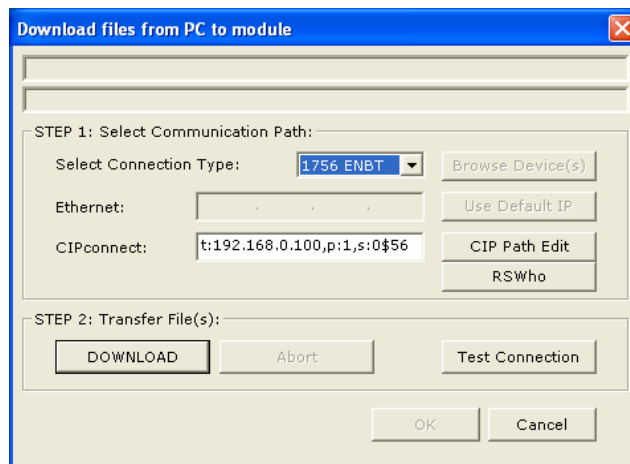 Download files from PC to module
STEP 1: Select Communication Path:
Select Connection Type: 1756 ENBT Browse Device(s)
Ethernet: . . . Use Default IP
CIPconnect: t:192.168.0.100,p:1,s:0$56 CIP Path Edit
RSWho
STEP 2: Transfer File(s):
DOWNLOAD Abort Test Connection
OK Cancel